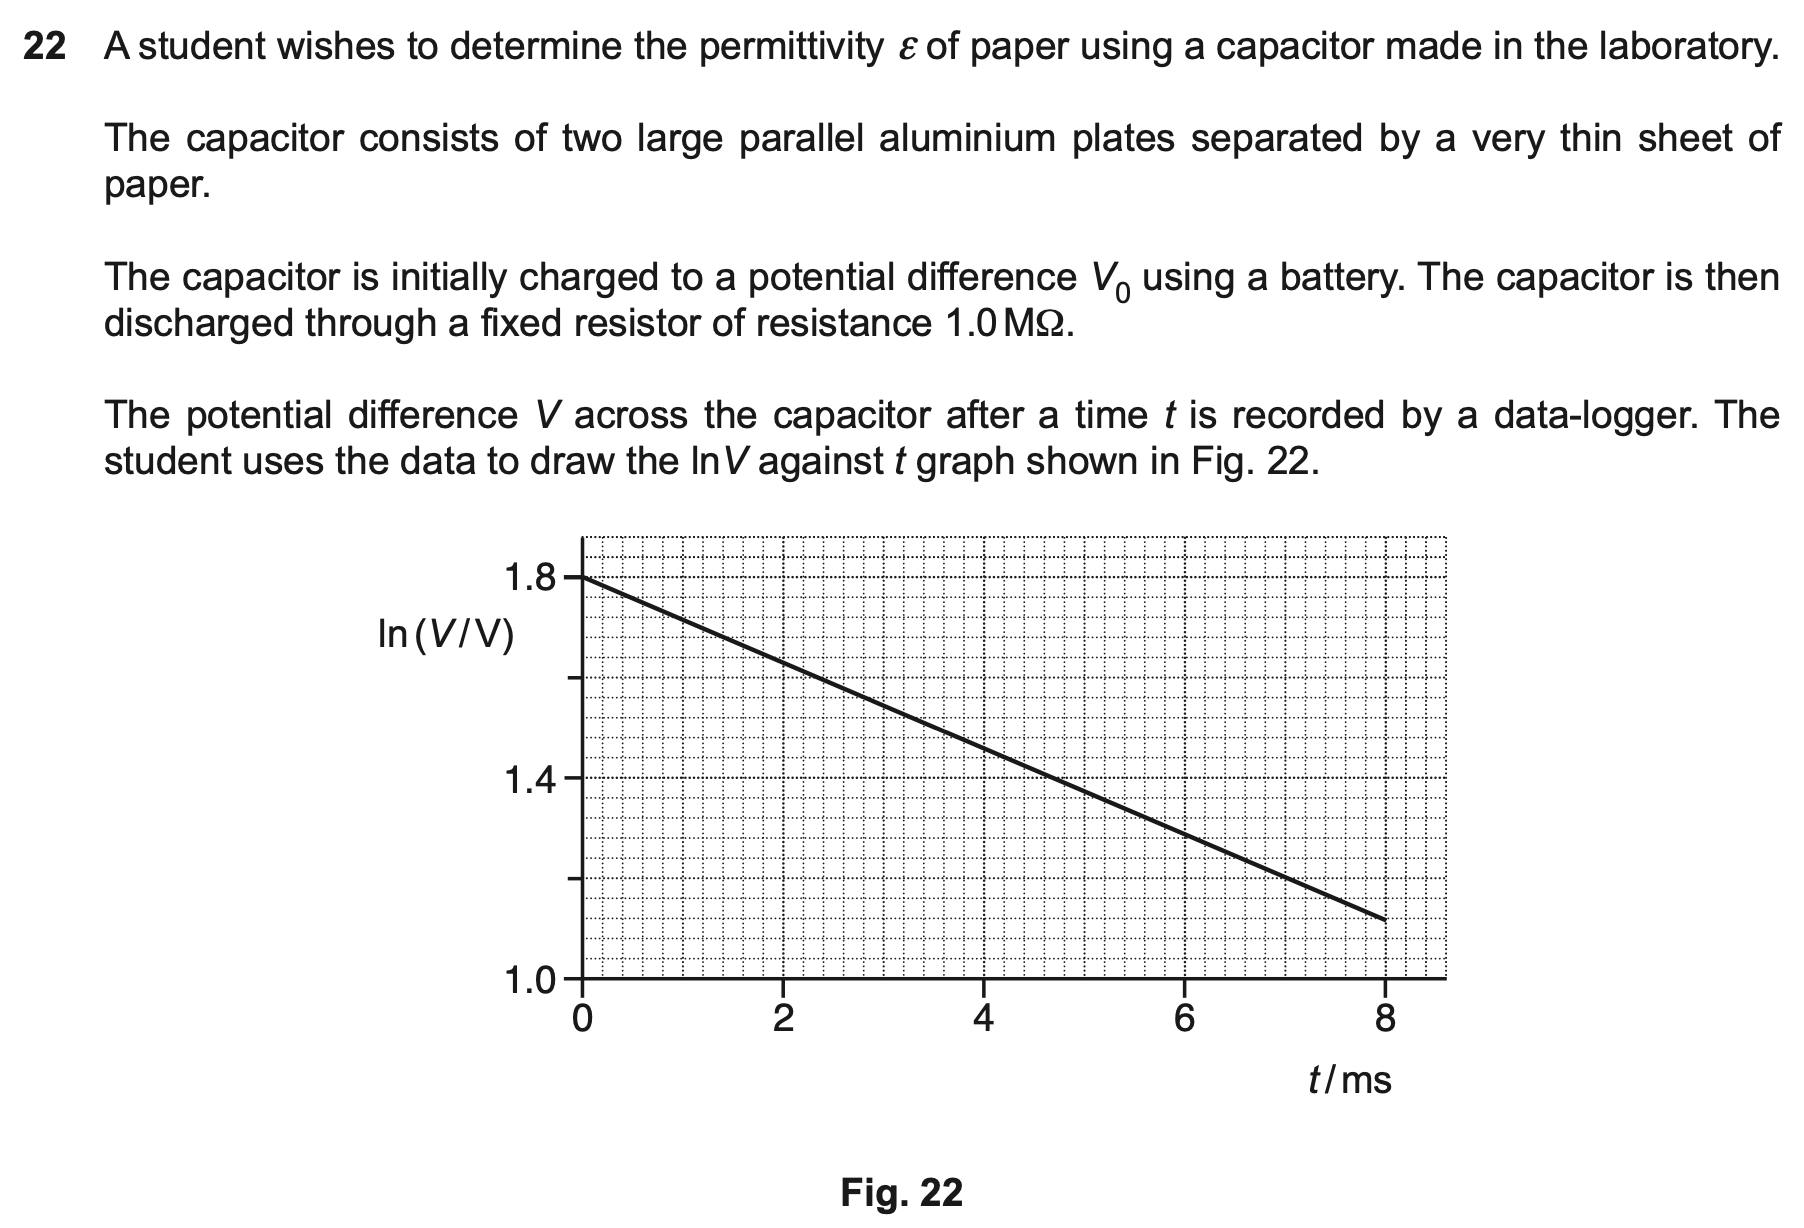 22 A student wishes to determine the permittivity ε of paper using a capacitor made in the laboratory.
The capacitor consists of two large parallel aluminium plates separated by a very thin sheet of
paper.
The capacitor is initially charged to a potential difference V₀ using a battery. The capacitor is then
discharged through a fixed resistor of resistance 1.0 MΩ.
The potential difference V across the capacitor after a time t is recorded by a data-logger. The
student uses the data to draw the lnV against t graph shown in Fig. 22.
1.8
ln (V / V)
1.4
1.0
0 2 4 6 8
t / ms
Fig. 22